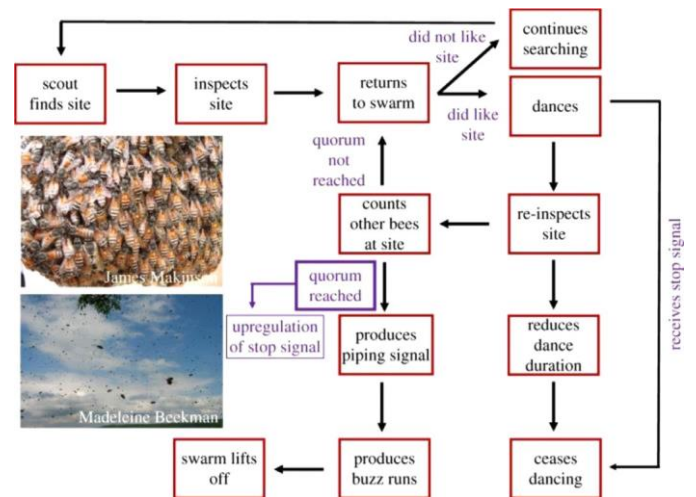 continues
searching
did not like
site
scout
finds site
inspects
site
returns
to swarm
did like
site
dances
quorum
not
reached
counts
other bees
at site
re-inspects
site
receives stop signal
James Makinson
quorum
reached
upregulation
of stop signal
produces
piping signal
reduces
dance
duration
Madeleine Beekman
swarm lifts
off
produces
buzz runs
ceases
dancing